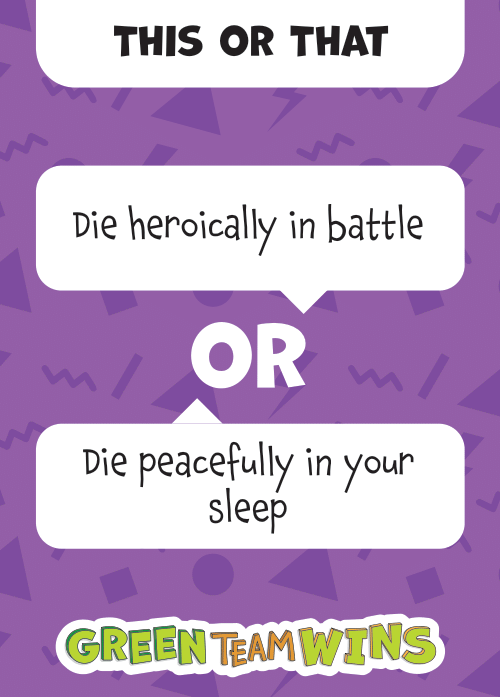 THIS OR THAT
Die heroically in battle
OR
Die peacefully in your
sleep
GREEN TEAM WINS